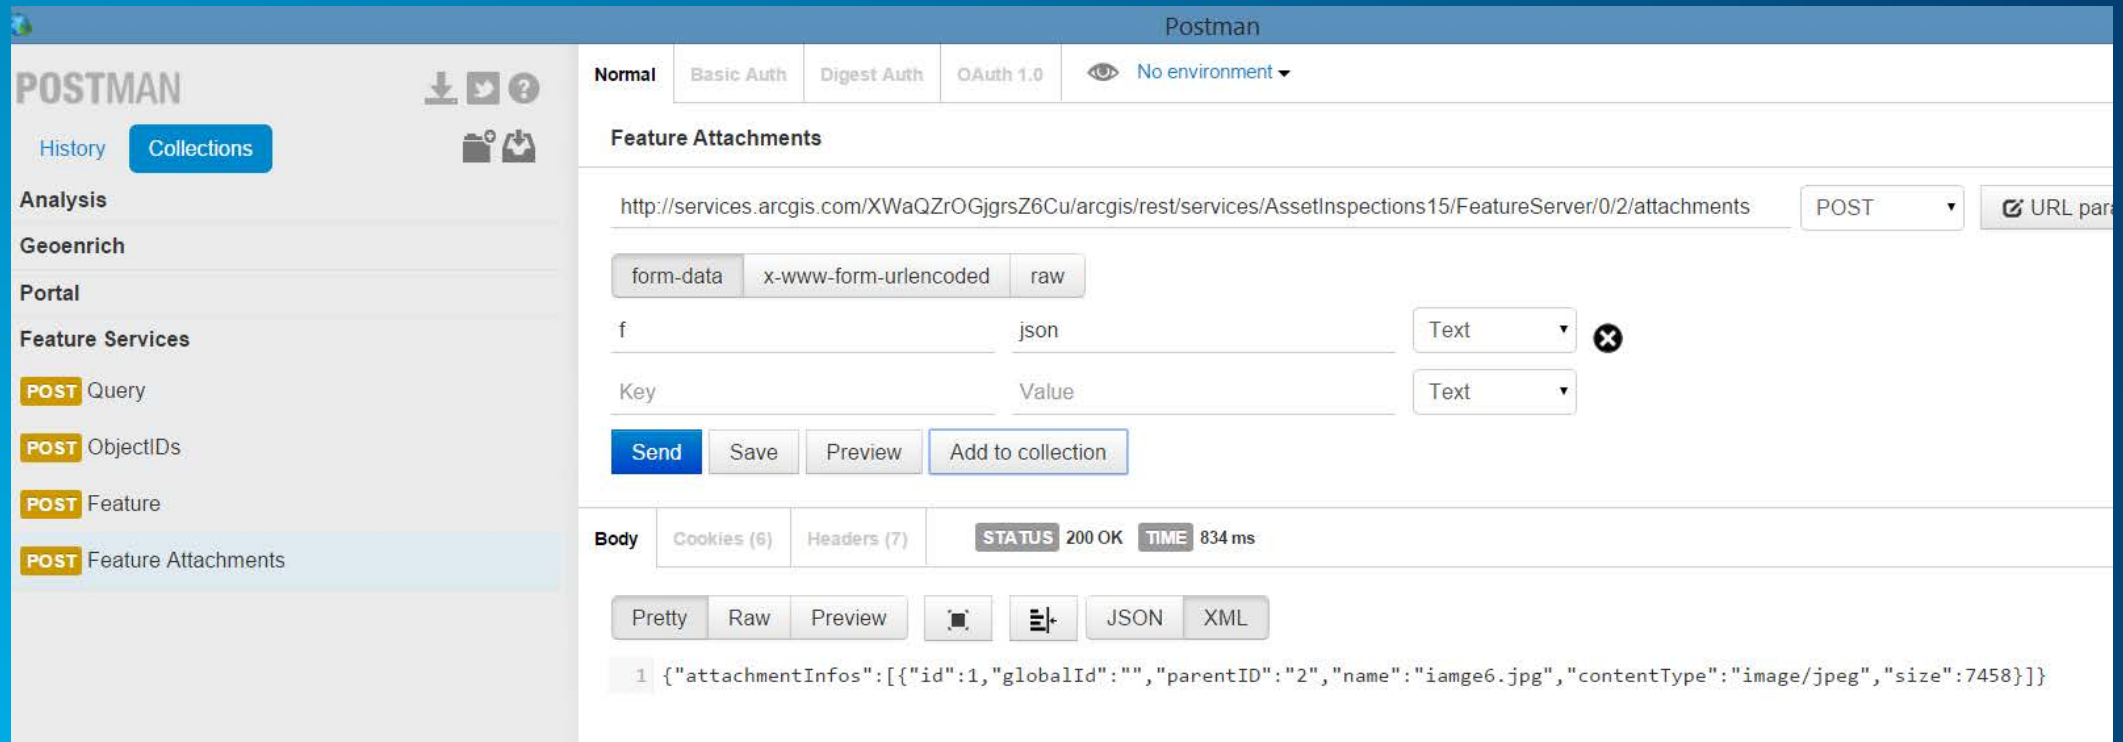 Postman
POSTMAN
History Collections
Analysis
Geoenrich
Portal
Feature Services
POST Query
POST ObjectIDs
POST Feature
POST Feature Attachments
Normal Basic Auth Digest Auth OAuth 1.0 No environment
Feature Attachments
http://services.arcgis.com/XWaQZrOGjgrsZ6Cu/arcgis/rest/services/AssetInspections15/FeatureServer/0/2/attachments POST URL para
form-data x-www-form-urlencoded raw
f json Text
Key Value Text
Send Save Preview Add to collection
Body Cookies (6) Headers (7) STATUS 200 OK TIME 834 ms
Pretty Raw Preview JSON XML
1 {"attachmentInfos":[{"id":1,"globalId":"","parentID":"2","name":"iamge6.jpg","contentType":"image/jpeg","size":7458}]}